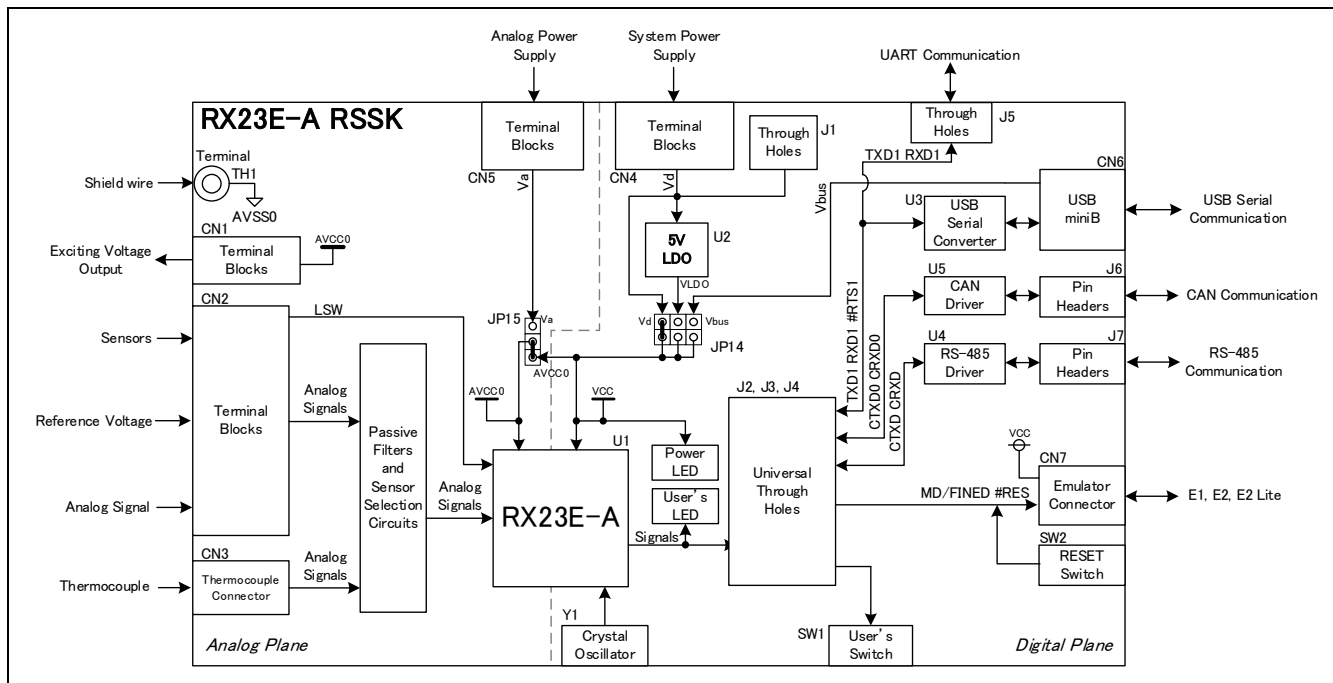 Analog Power
Supply
System Power
Supply
UART Communication
RX23E-A RSSK
Terminal
Blocks
CN5
Va
Terminal
Blocks
CN4
Vd
Through
Holes
J1
Through
Holes
J5
TXD1 RXD1
Terminal
TH1
AVSS0
Shield wire
CN1
Terminal
Blocks
AVCC0
Exciting Voltage
Output
CN2
LSW
Sensors
Reference Voltage
Terminal
Blocks
Analog Signal
Analog
Signals
CN3
Thermocouple
Connector
Thermocouple
Analog
Signals
Passive
Filters
and
Sensor
Selection
Circuits
Analog
Signals
5V
LDO
U2
VLDO
Vbus
JP15
Va
AVCC0
Vd
Vbus
JP14
AVCC0
VCC
U1
RX23E-A
Power
LED
User's
LED
Signals
Y1
Crystal
Oscillator
J2, J3, J4
Universal
Through
Holes
TXD1 RXD1 #RTS1
CTXD0 CRXD0
CTXD CRXD
U3
USB
Serial
Converter
CN6
USB
miniB
USB Serial
Communication
U5
CAN
Driver
J6
Pin
Headers
CAN Communication
U4
RS-485
Driver
J7
Pin
Headers
RS-485
Communication
VCC
CN7
Emulator
Connector
MD/FINED #RES
E1, E2, E2 Lite
SW2
RESET
Switch
SW1
User's
Switch
Analog Plane
Digital Plane